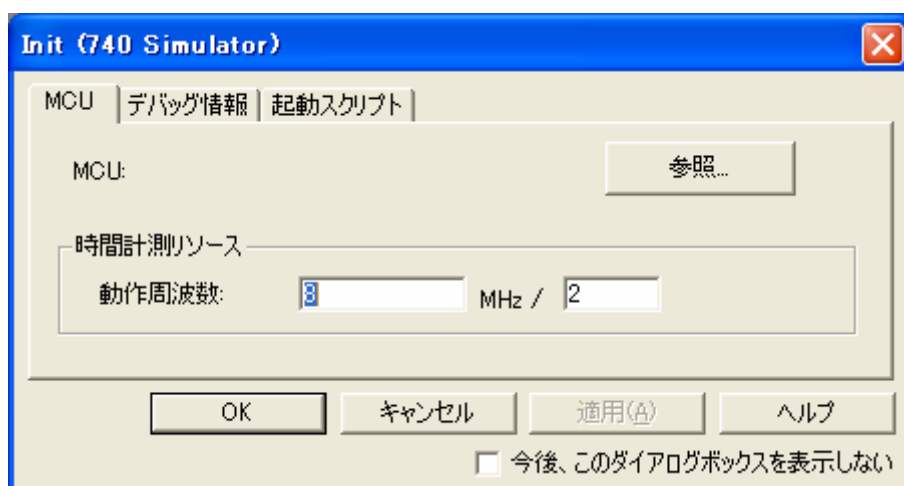 Init (740 Simulator)
MCU デバッグ情報 起動スクリプト
MCU: 参照...
時間計測リソース
動作周波数: 8 MHz / 2
OK キャンセル 適用(A) ヘルプ
今後、このダイアログボックスを表示しない